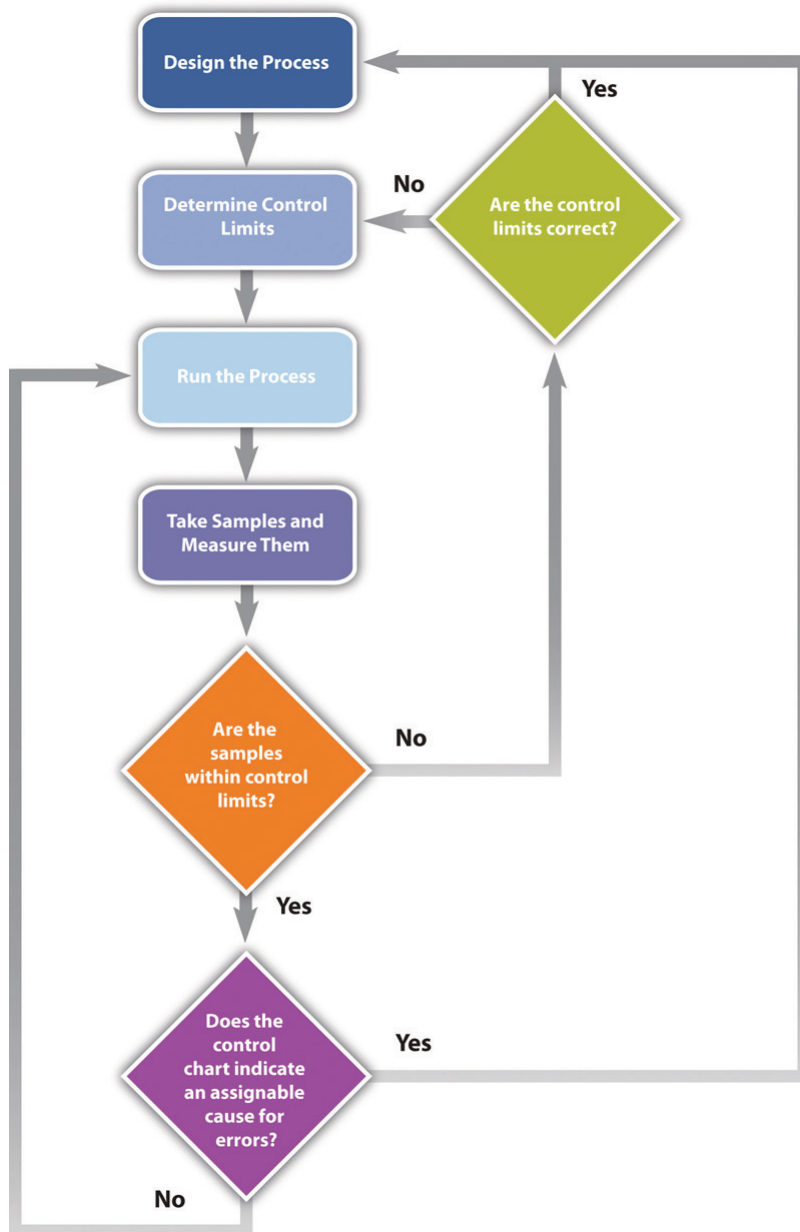 Design the Process
Yes
No
Determine Control
Limits
Are the control
limits correct?
Run the Process
Take Samples and
Measure Them
Are the
samples
within control
limits?
No
Yes
Does the
control
chart indicate
an assignable
cause for
errors?
Yes
No